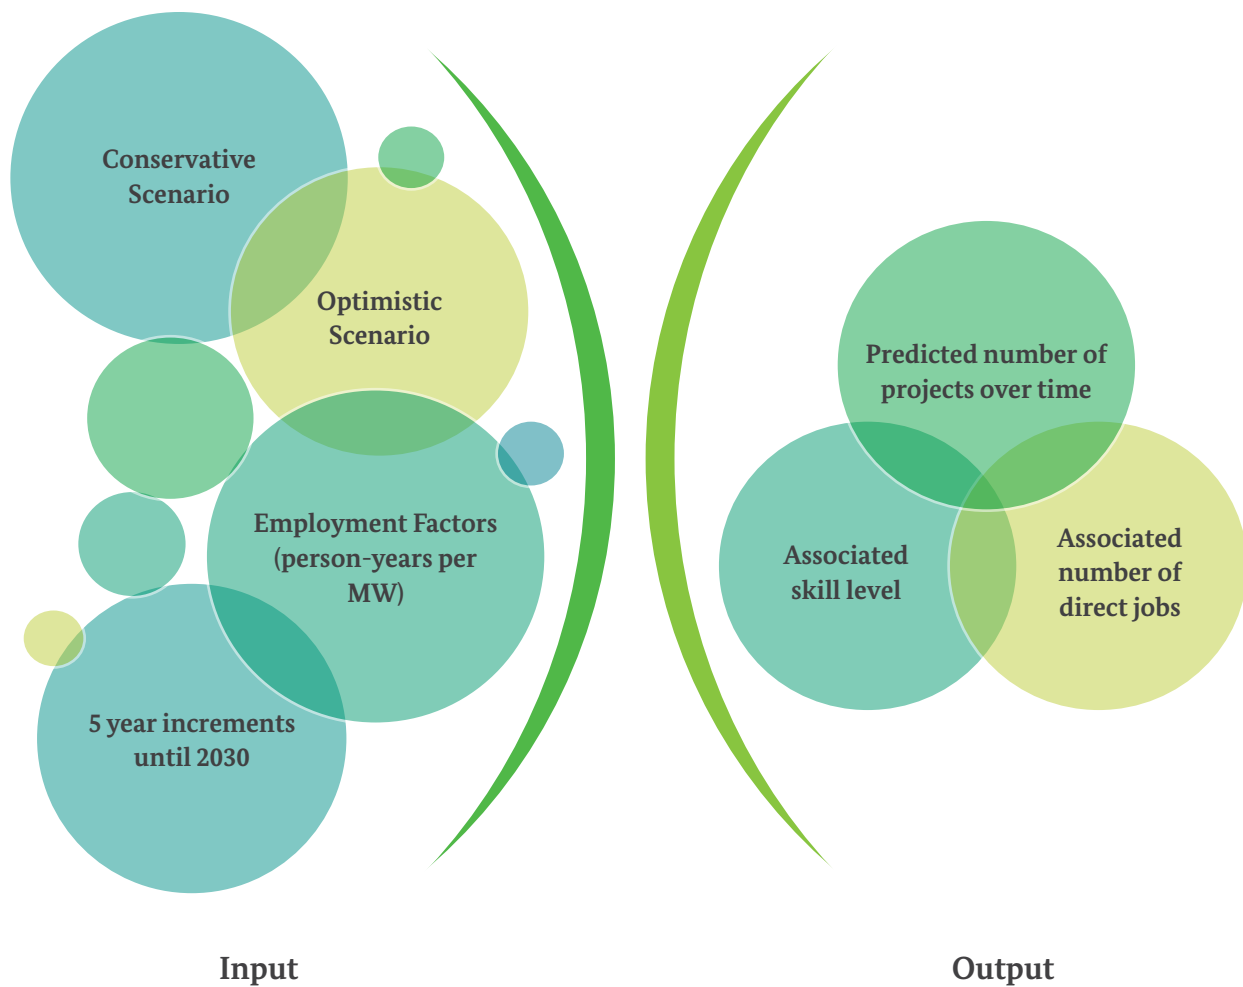 Conservative
Scenario
Optimistic
Scenario
Employment Factors
(person-years per
MW)
5 year increments
until 2030
Input
Predicted number of
projects over time
Associated
skill level
Associated
number of
direct jobs
Output